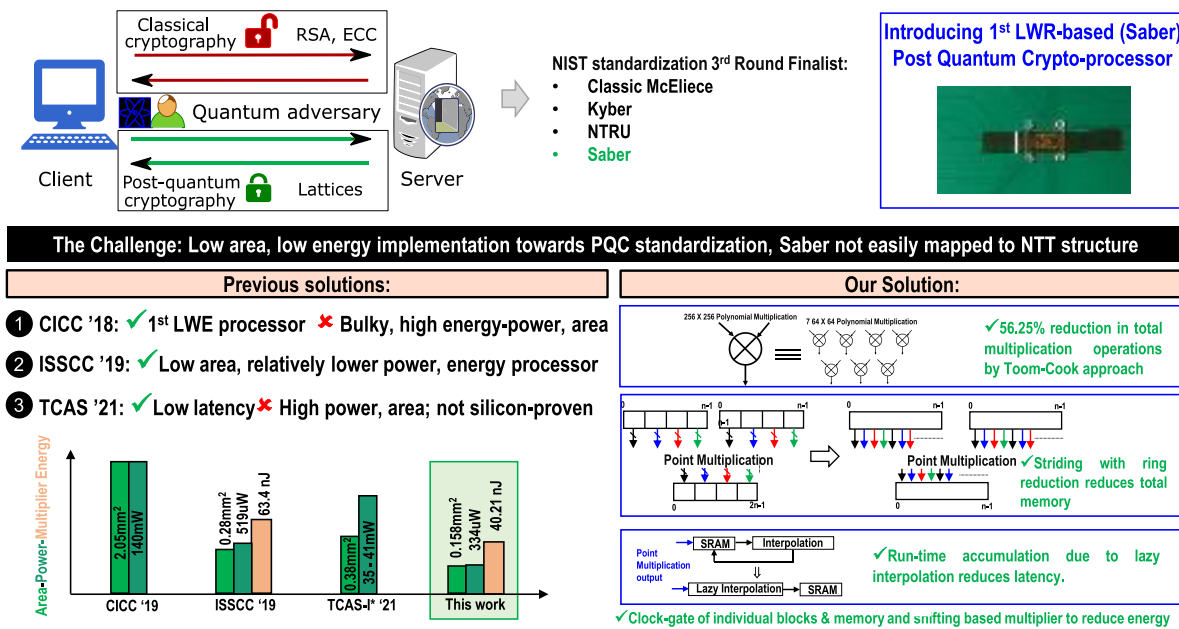 Classical
cryptography
RSA, ECC
Quantum adversary
Post-quantum
cryptography
Lattices
Client
Server
NIST standardization 3rd Round Finalist:
• Classic McEliece
• Kyber
• NTRU
• Saber
Introducing 1st LWR-based (Saber)
Post Quantum Crypto-processor
The Challenge: Low area, low energy implementation towards PQC standardization, Saber not easily mapped to NTT structure
Previous solutions:
1 CICC '18: ✓1st LWE processor ✘ Bulky, high energy-power, area
2 ISSCC '19: ✓Low area, relatively lower power, energy processor
3 TCAS '21: ✓Low latency ✘ High power, area; not silicon-proven
Area-Power-Multiplier Energy
2.05mm2
140mW
0.28mm2
519uW
63.4 nJ
0.38mm2
35 - 41mW
0.158mm2
334uW
40.21 nJ
CICC '19
ISSCC '19
TCAS-I* '21
This work
Our Solution:
256 X 256 Polynomial Multiplication
7 64 X 64 Polynomial Multiplication
✓56.25% reduction in total
multiplication operations
by Toom-Cook approach
0 n-1
0 n-1
n-1
0 n-1
0 n-1
Point Multiplication
0 2n-1
Point Multiplication
0 n-1
✓Striding with ring
reduction reduces total
memory
Point
Multiplication
output
SRAM
Interpolation
Lazy Interpolation
SRAM
✓Run-time accumulation due to lazy
interpolation reduces latency.
✓Clock-gate of individual blocks & memory and shifting based multiplier to reduce energy